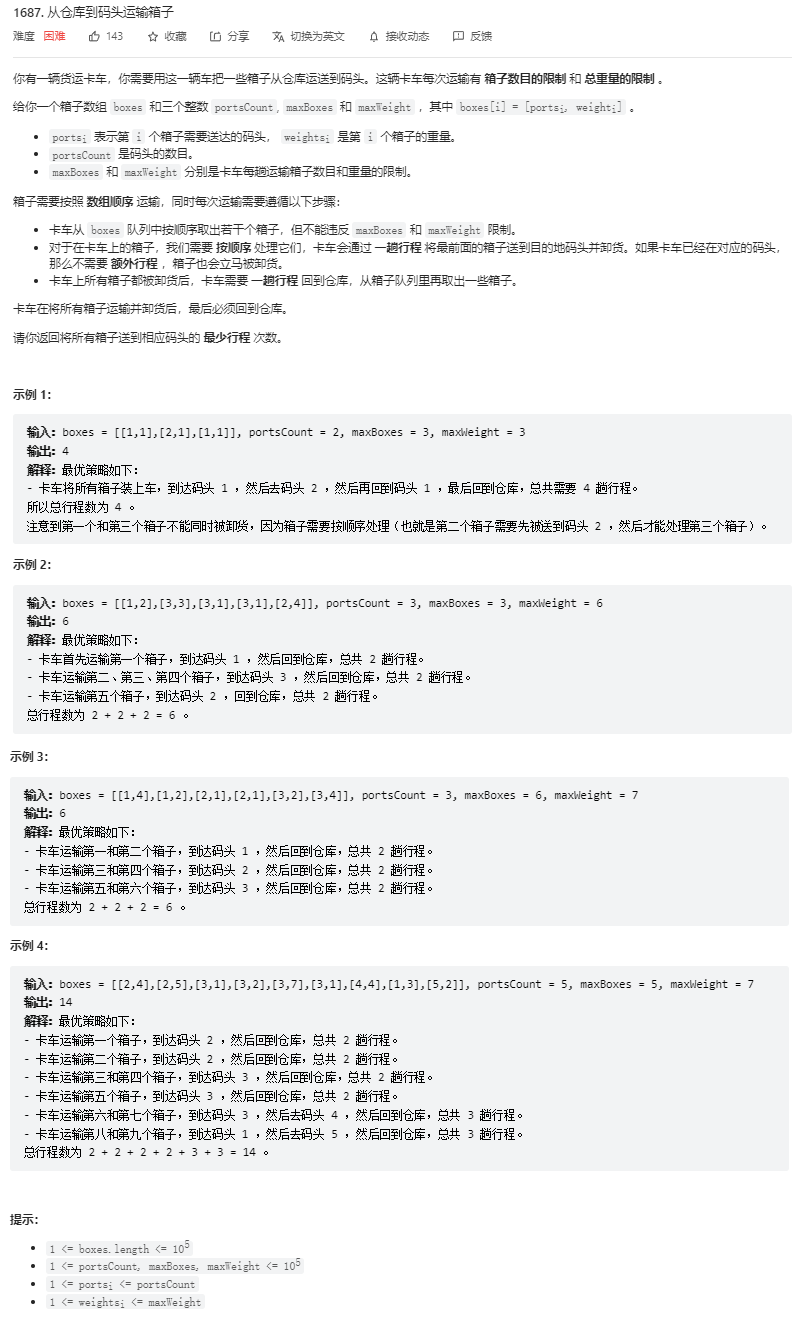 1687. 从仓库到码头运输箱子
难度 困难 143 收藏 分享 切换为英文 接收动态 反馈
你有一辆货运卡车，你需要用这一辆车把一些箱子从仓库运送到码头。这辆卡车每次运输有 箱子数目的限制 和 总重量的限制 。
给你一个箱子数组 boxes 和三个整数 portsCount, maxBoxes 和 maxWeight ，其中 boxes[i] = [portsᵢ, weightᵢ] 。
• portsᵢ 表示第 i 个箱子需要送达的码头， weightsᵢ 是第 i 个箱子的重量。
• portsCount 是码头的数目。
• maxBoxes 和 maxWeight 分别是卡车每趟运输箱子数目和重量的限制。
箱子需要按照 数组顺序 运输，同时每次运输需要遵循以下步骤：
• 卡车从 boxes 队列中按顺序取出若干个箱子，但不能违反 maxBoxes 和 maxWeight 限制。
• 对于在卡车上的箱子，我们需要 按顺序 处理它们，卡车会通过 一趟行程 将最前面的箱子送到目的地码头并卸货。如果卡车已经在对应的码头，
那么不需要 额外行程 ，箱子也会立马被卸货。
• 卡车上所有箱子都被卸货后，卡车需要 一趟行程 回到仓库，从箱子队列里再取出一些箱子。
卡车在将所有箱子运输并卸货后，最后必须回到仓库。
请你返回将所有箱子送到相应码头的 最少行程 次数。
示例 1：
输入：boxes = [[1,1],[2,1],[1,1]], portsCount = 2, maxBoxes = 3, maxWeight = 3
输出：4
解释：最优策略如下：
- 卡车将所有箱子装上车，到达码头 1 ，然后去码头 2 ，然后再回到码头 1 ，最后回到仓库，总共需要 4 趟行程。
所以总行程数为 4 。
注意到第一个和第三个箱子不能同时被卸货，因为箱子需要按顺序处理（也就是第二个箱子需要先被送到码头 2 ，然后才能处理第三个箱子）。
示例 2：
输入：boxes = [[1,2],[3,3],[3,1],[3,1],[2,4]], portsCount = 3, maxBoxes = 3, maxWeight = 6
输出：6
解释：最优策略如下：
- 卡车首先运输第一个箱子，到达码头 1 ，然后回到仓库，总共 2 趟行程。
- 卡车运输第二、第三、第四个箱子，到达码头 3 ，然后回到仓库，总共 2 趟行程。
- 卡车运输第五个箱子，到达码头 2 ，回到仓库，总共 2 趟行程。
总行程数为 2 + 2 + 2 = 6 。
示例 3：
输入：boxes = [[1,4],[1,2],[2,1],[2,1],[3,2],[3,4]], portsCount = 3, maxBoxes = 6, maxWeight = 7
输出：6
解释：最优策略如下：
- 卡车运输第一和第二个箱子，到达码头 1 ，然后回到仓库，总共 2 趟行程。
- 卡车运输第三和第四个箱子，到达码头 2 ，然后回到仓库，总共 2 趟行程。
- 卡车运输第五和第六个箱子，到达码头 3 ，然后回到仓库，总共 2 趟行程。
总行程数为 2 + 2 + 2 = 6 。
示例 4：
输入：boxes = [[2,4],[2,5],[3,1],[3,2],[3,7],[3,1],[4,4],[1,3],[5,2]], portsCount = 5, maxBoxes = 5, maxWeight = 7
输出：14
解释：最优策略如下：
- 卡车运输第一个箱子，到达码头 2 ，然后回到仓库，总共 2 趟行程。
- 卡车运输第二个箱子，到达码头 2 ，然后回到仓库，总共 2 趟行程。
- 卡车运输第三和第四个箱子，到达码头 3 ，然后回到仓库，总共 2 趟行程。
- 卡车运输第五个箱子，到达码头 3 ，然后回到仓库，总共 2 趟行程。
- 卡车运输第六和第七个箱子，到达码头 3 ，然后去码头 4 ，然后回到仓库，总共 3 趟行程。
- 卡车运输第八和第九个箱子，到达码头 1 ，然后去码头 5 ，然后回到仓库，总共 3 趟行程。
总行程数为 2 + 2 + 2 + 2 + 3 + 3 = 14 。
提示：
• 1 <= boxes.length <= 10⁵
• 1 <= portsCount, maxBoxes, maxWeight <= 10⁵
• 1 <= portsᵢ <= portsCount
• 1 <= weightsᵢ <= maxWeight